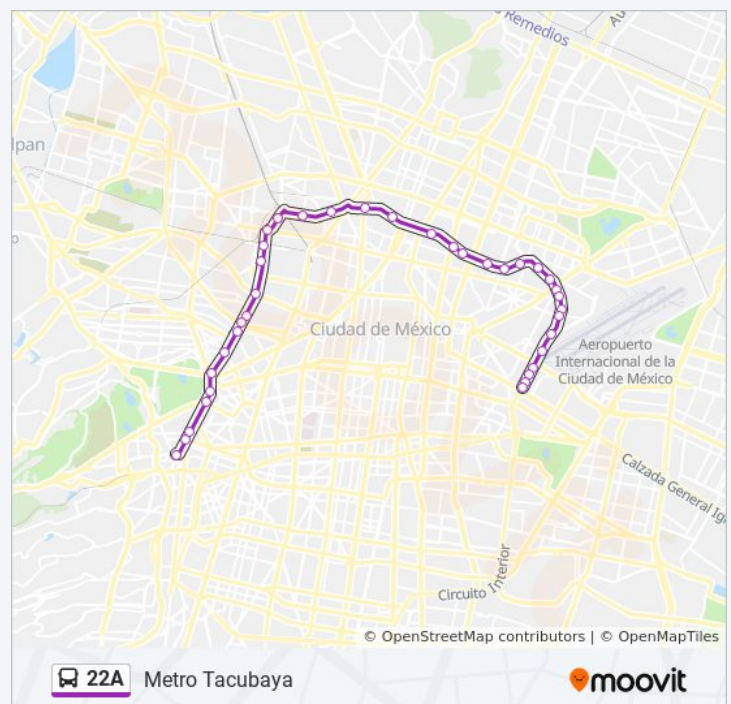 Remedios
lpan
Ciudad de México
Aeropuerto
Internacional de la
Ciudad de México
Calzada General Ig
Circuito Interior
© OpenStreetMap contributors | © OpenMapTiles
22A Metro Tacubaya
moovit